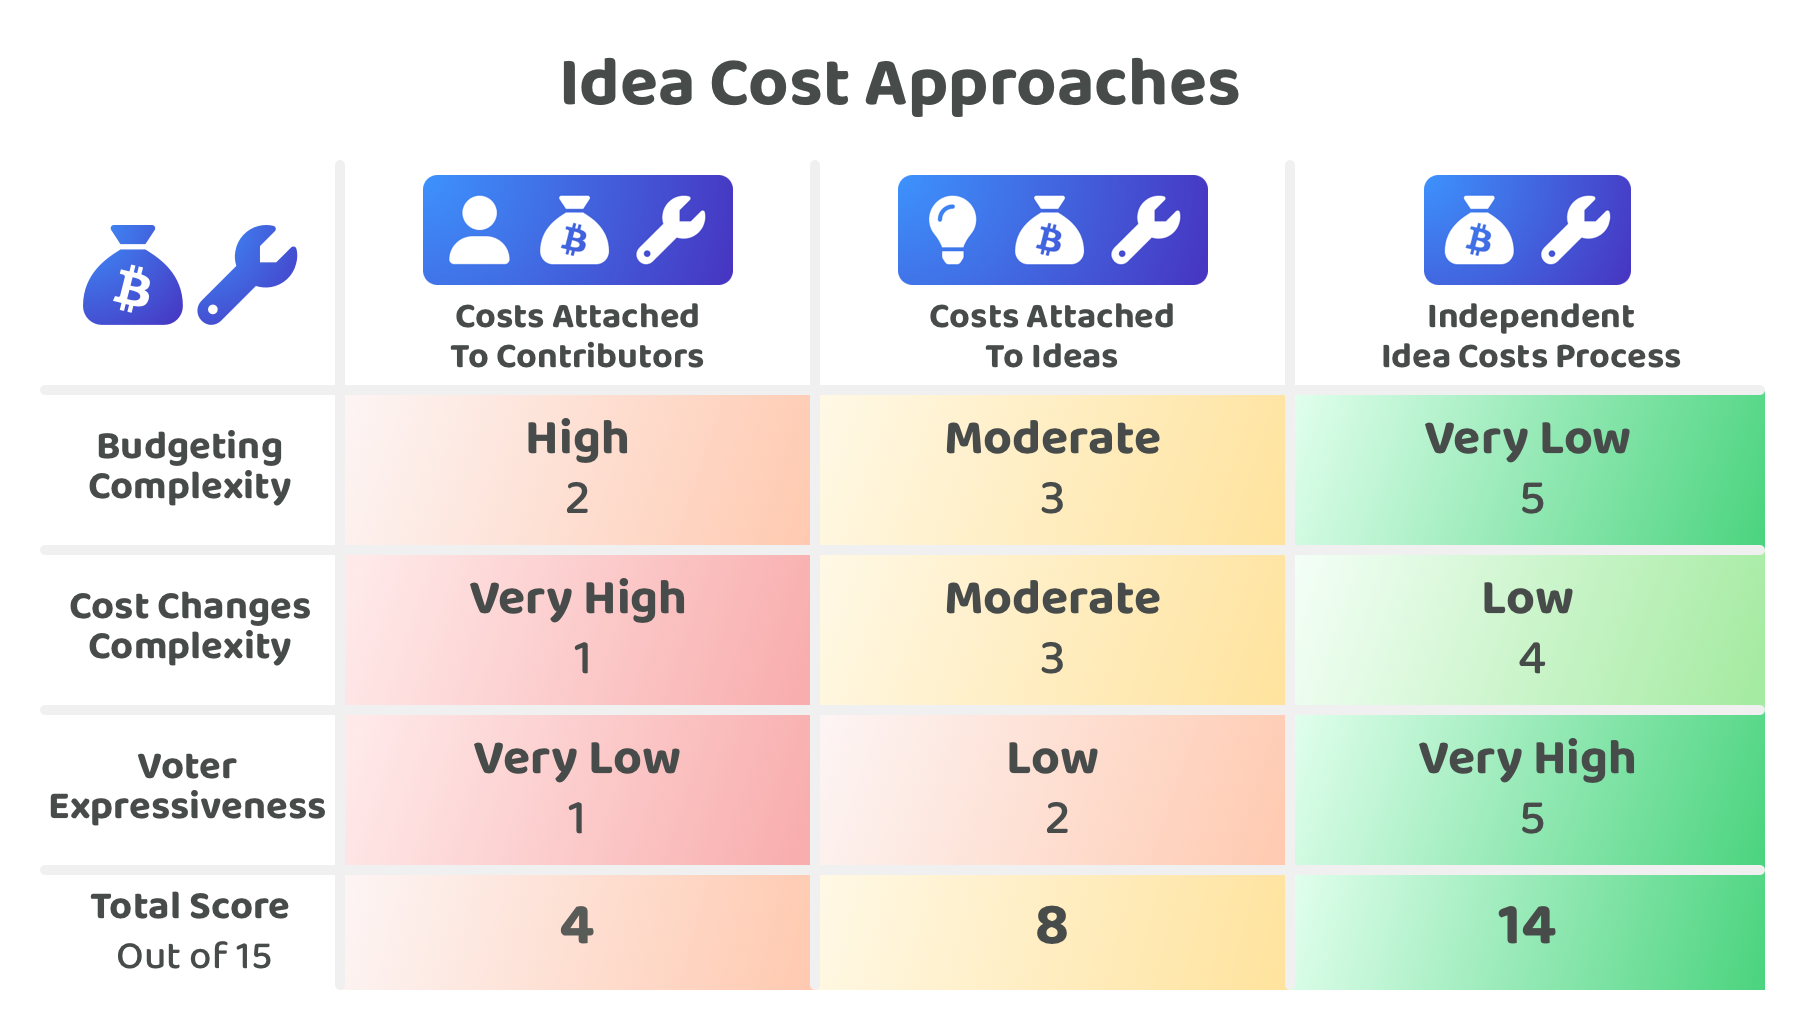 Idea Cost Approaches
Costs Attached
To Contributors
Costs Attached
To Ideas
Independent
Idea Costs Process
Budgeting
Complexity
High
2
Moderate
3
Very Low
5
Cost Changes
Complexity
Very High
1
Moderate
3
Low
4
Voter
Expressiveness
Very Low
1
Low
2
Very High
5
Total Score
Out of 15
4
8
14